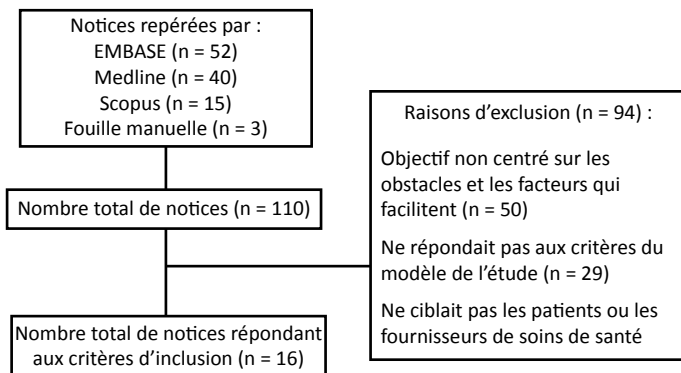 Notices repérées par :
EMBASE (n = 52)
Medline (n = 40)
Scopus (n = 15)
Fouille manuelle (n = 3)
Nombre total de notices (n = 110)
Raisons d’exclusion (n = 94) :
Objectif non centré sur les
obstacles et les facteurs qui
facilitent (n = 50)
Ne répondait pas aux critères du
modèle de l’étude (n = 29)
Ne ciblait pas les patients ou les
fournisseurs de soins de santé
Nombre total de notices répondant
aux critères d’inclusion (n = 16)